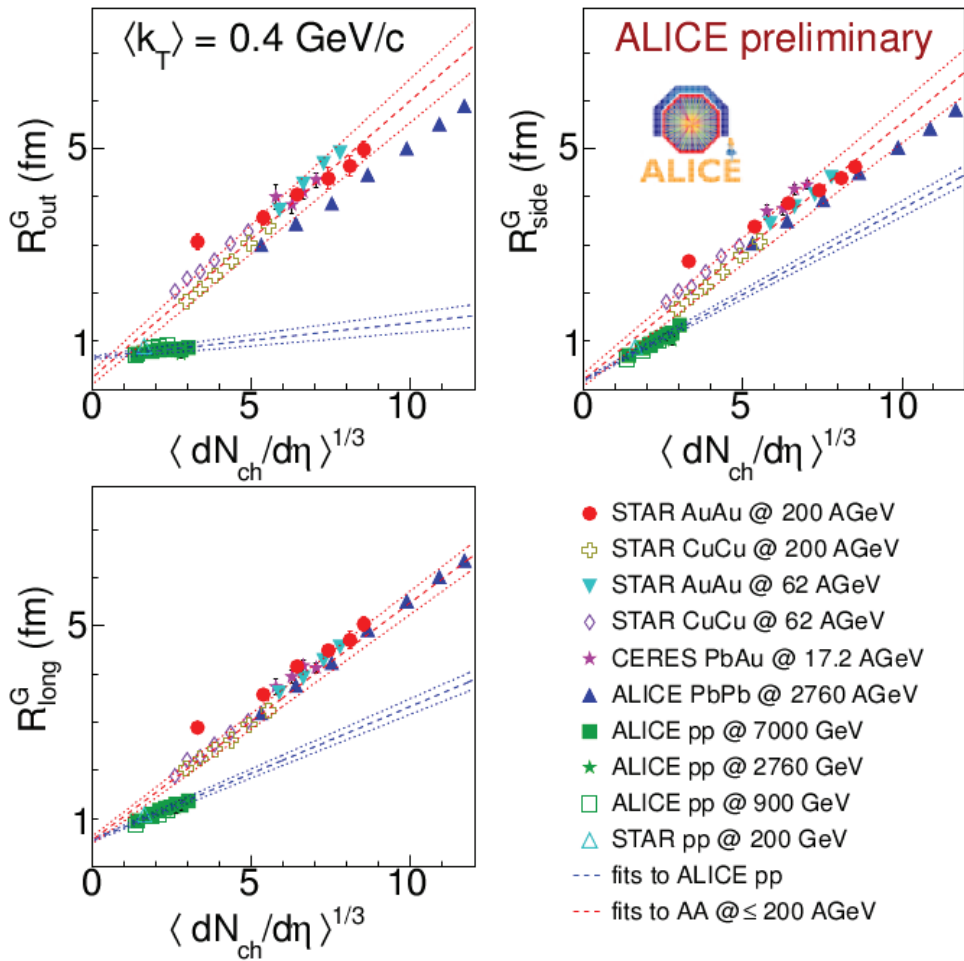 ⟨k_T⟩ = 0.4 GeV/c
R^G_out (fm)
5
1
0 5 10
⟨ dN_ch/dη ⟩^1/3
ALICE preliminary
ALICE
R^G_side (fm)
5
1
0 5 10
⟨ dN_ch/dη ⟩^1/3
R^G_long (fm)
5
1
0 5 10
⟨ dN_ch/dη ⟩^1/3
STAR AuAu @ 200 AGeV
STAR CuCu @ 200 AGeV
STAR AuAu @ 62 AGeV
STAR CuCu @ 62 AGeV
CERES PbAu @ 17.2 AGeV
ALICE PbPb @ 2760 AGeV
ALICE pp @ 7000 GeV
ALICE pp @ 2760 GeV
ALICE pp @ 900 GeV
STAR pp @ 200 GeV
fits to ALICE pp
fits to AA @ ≤ 200 AGeV